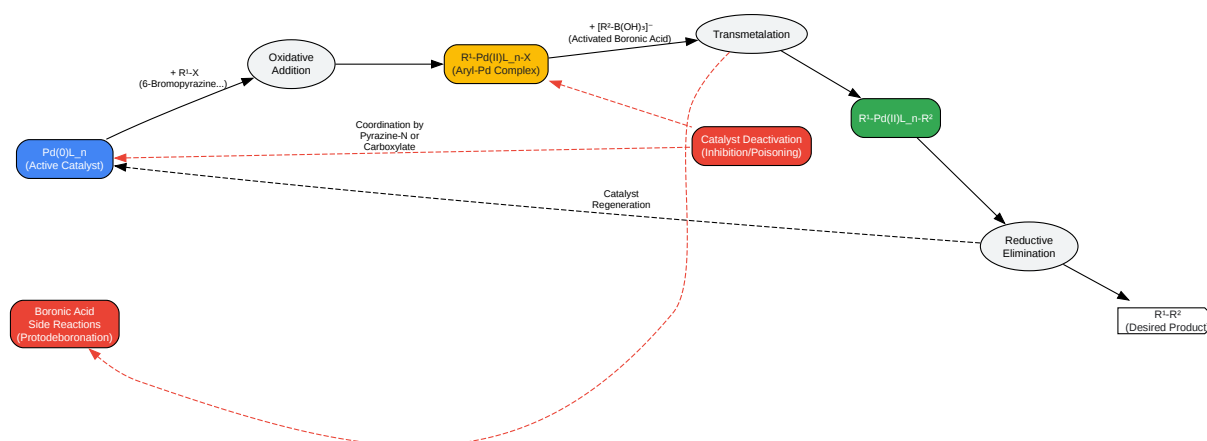 + [R²-B(OH)₃]⁻
(Activated Boronic Acid)
Transmetalation
Oxidative
Addition
R¹-Pd(II)L_n-X
(Aryl-Pd Complex)
+ R¹-X
(6-Bromopyrazine...)
R¹-Pd(II)L_n-R²
Coordination by
Pyrazine-N or
Carboxylate
Catalyst Deactivation
(Inhibition/Poisoning)
Pd(0)L_n
(Active Catalyst)
Catalyst
Regeneration
Reductive
Elimination
Boronic Acid
Side Reactions
(Protodeboronation)
R¹-R²
(Desired Product)